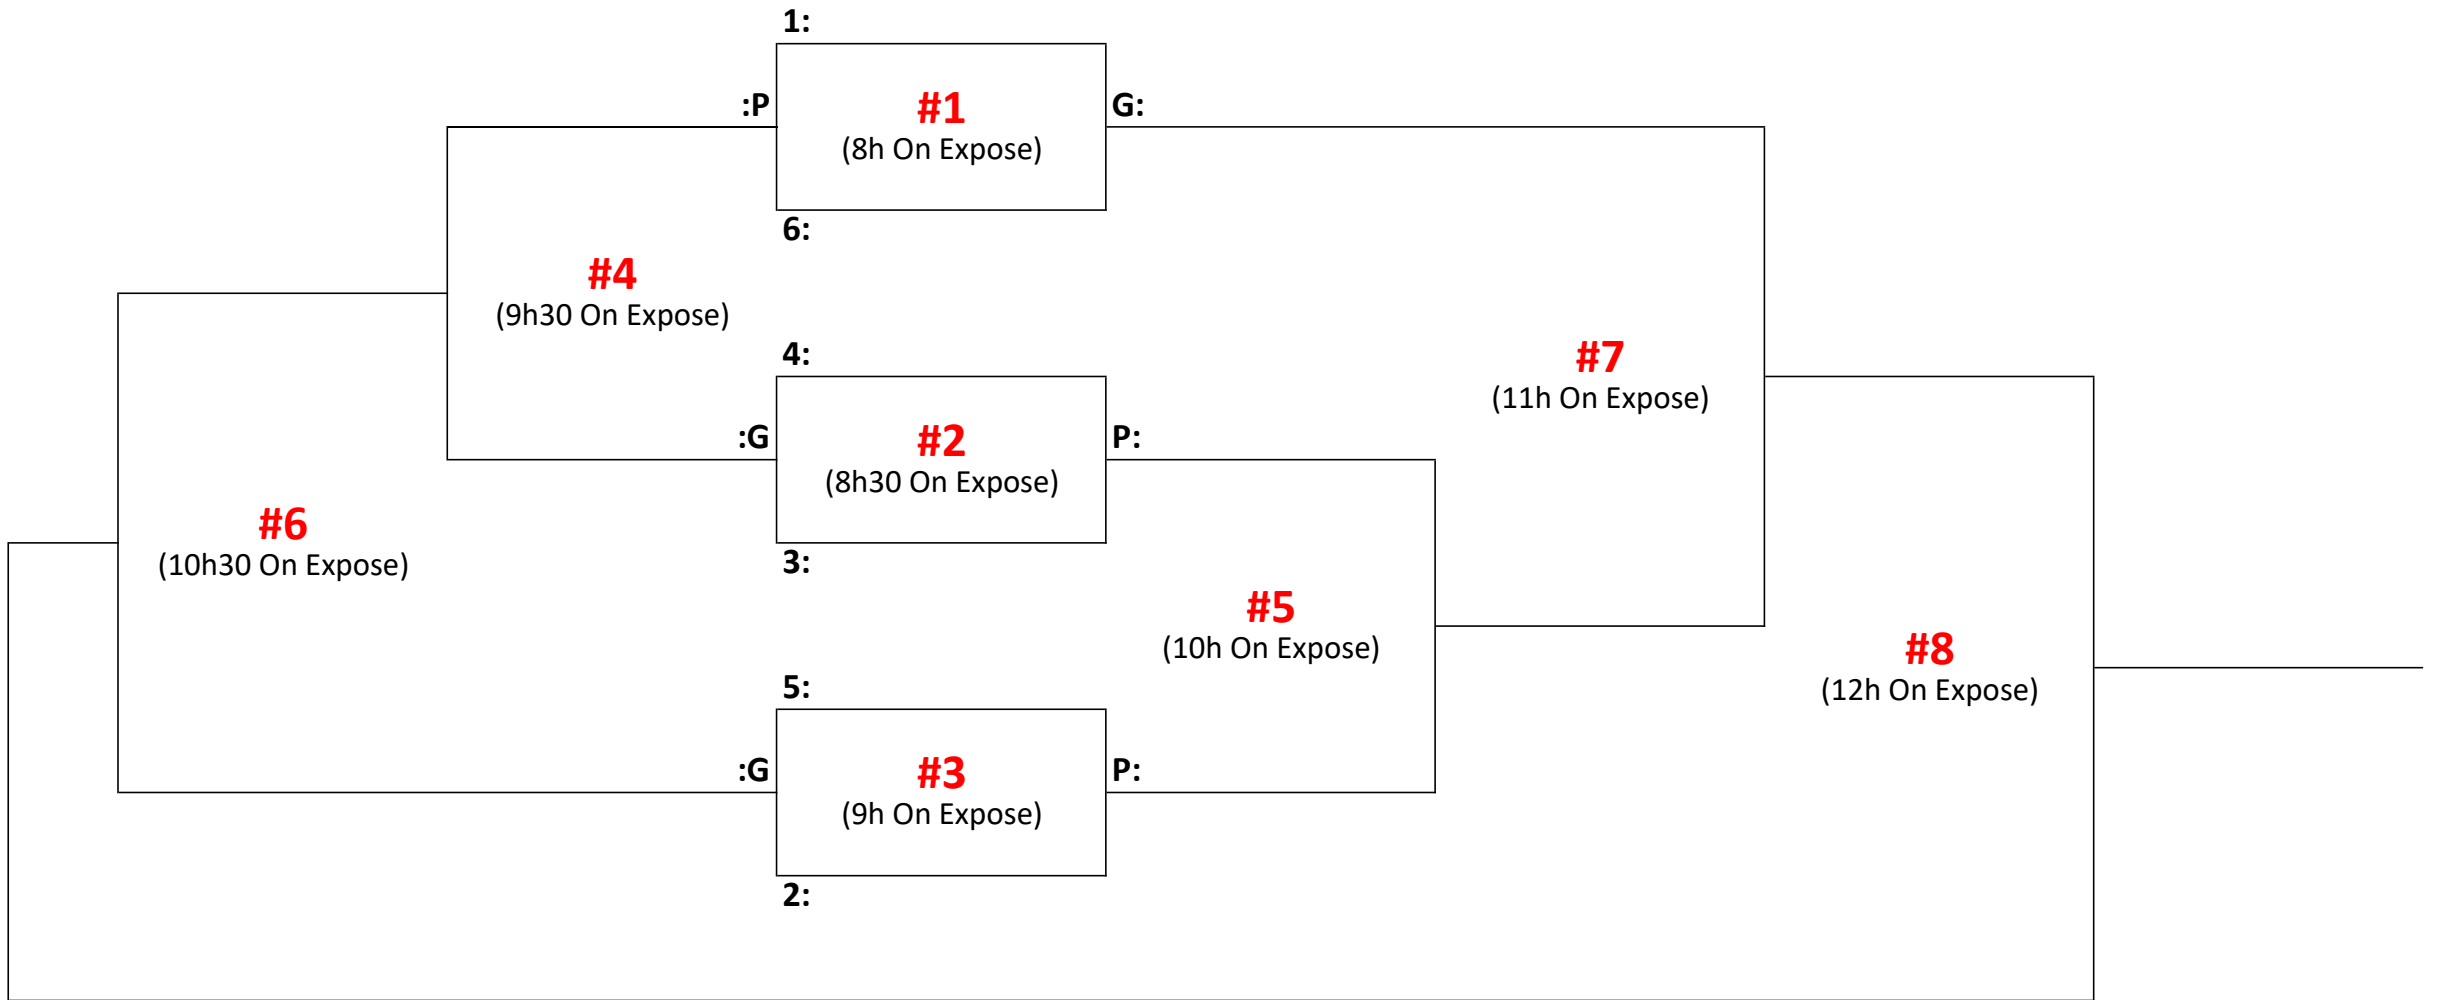 1:
:P
#1
G:
(8h On Expose)
6:
#4
(9h30 On Expose)
4:
#7
(11h On Expose)
:G
#2
P:
(8h30 On Expose)
#6
(10h30 On Expose)
3:
#5
(10h On Expose)
#8
(12h On Expose)
5:
:G
#3
P:
(9h On Expose)
2: